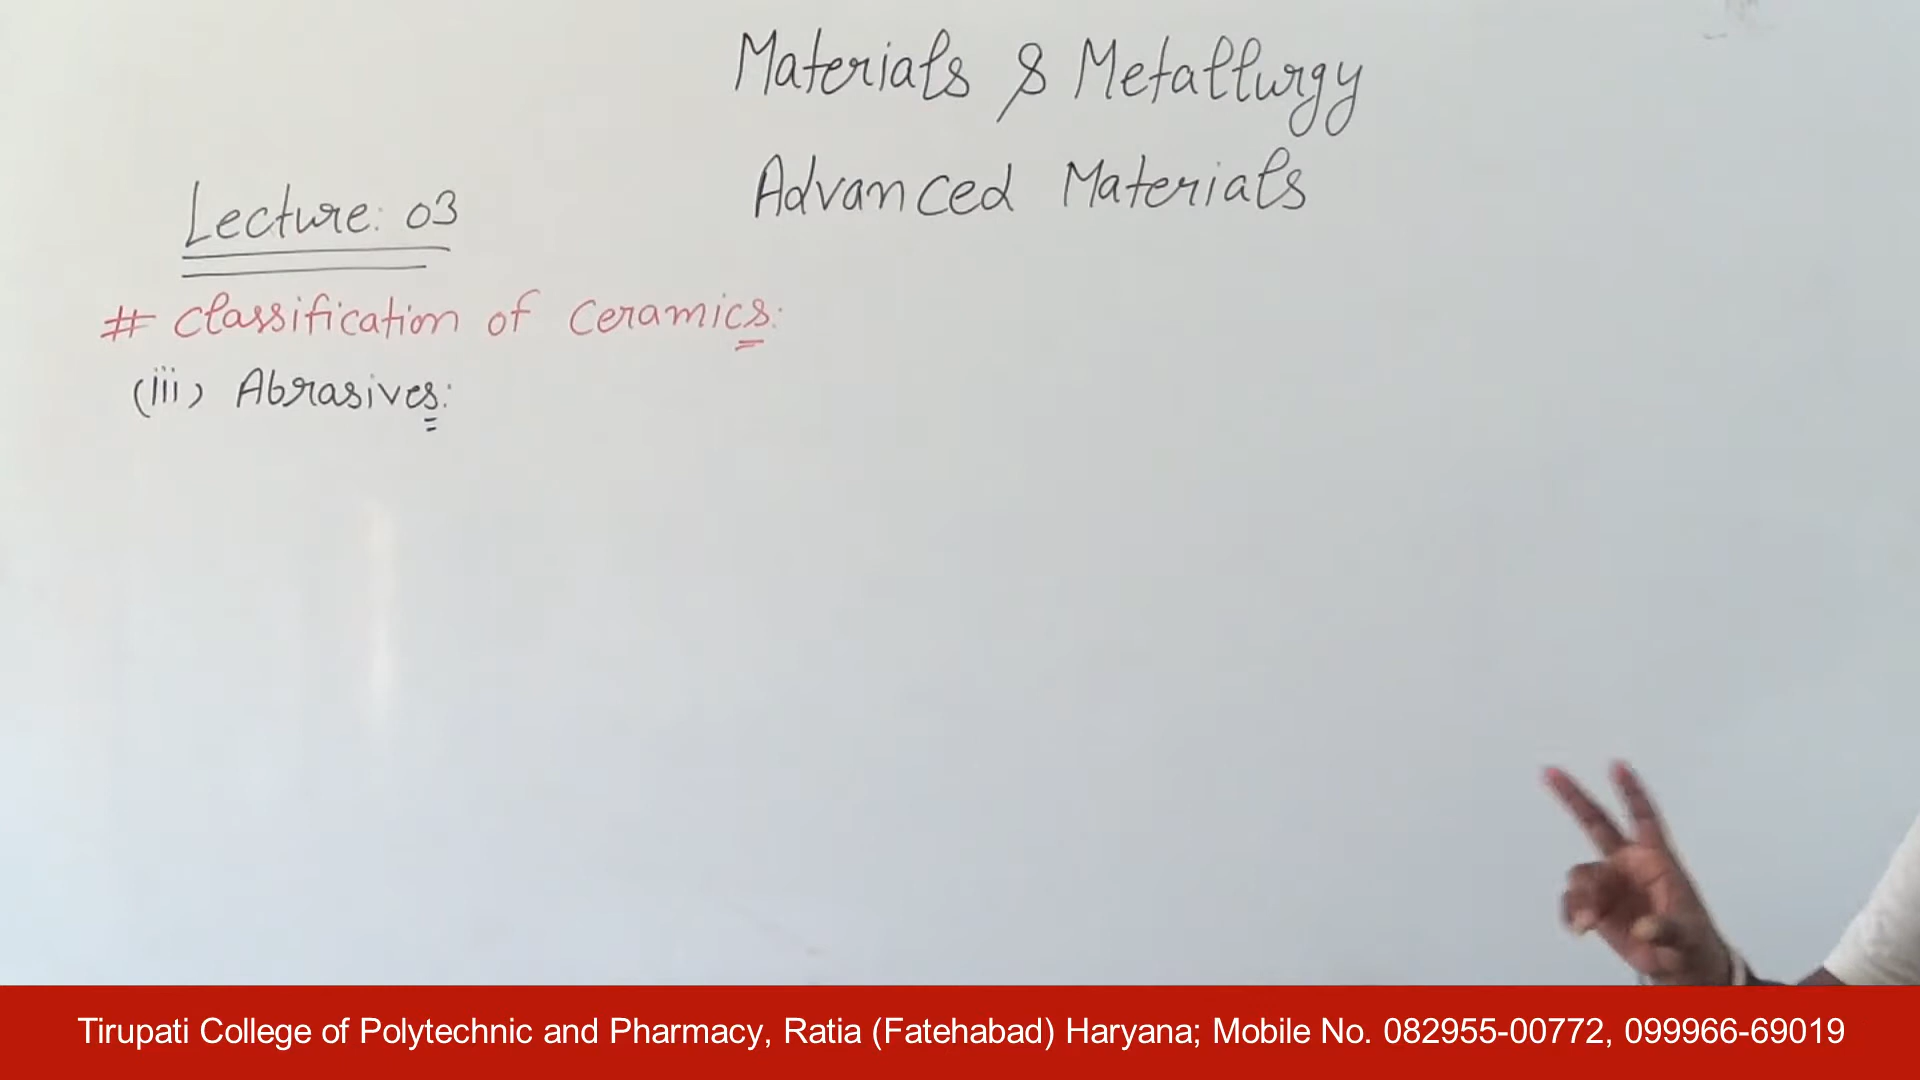 Materials & Metallurgy
Advanced Materials
Lecture: 03
# Classification of Ceramics:
(iii) Abrasives:
Tirupati College of Polytechnic and Pharmacy, Ratia (Fatehabad) Haryana; Mobile No. 082955-00772, 099966-69019